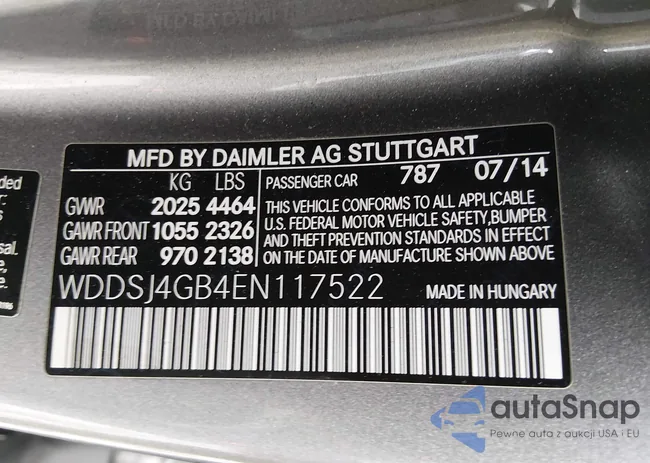 MFD BY DAIMLER AG STUTTGART
KG LBS
GVWR 2025 4464
GAWR FRONT 1055 2326
GAWR REAR 970 2138
PASSENGER CAR 787 07/14
THIS VEHICLE CONFORMS TO ALL APPLICABLE
U.S. FEDERAL MOTOR VEHICLE SAFETY,BUMPER
AND THEFT PREVENTION STANDARDS IN EFFECT
ON THE DATE OF MANUFACTURE SHOWN ABOVE
WDDSJ4GB4EN117522 MADE IN HUNGARY
autaSnap
Pewne auta z aukcji USA i EU